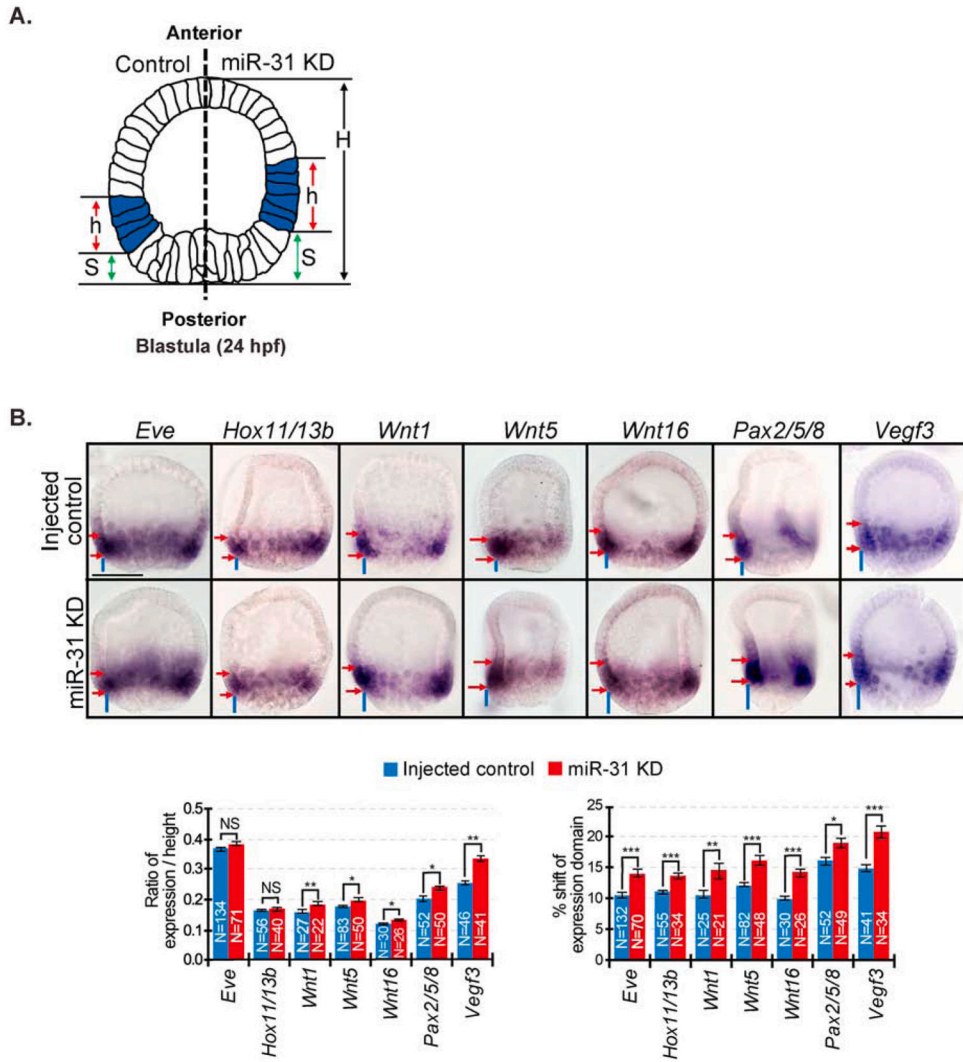 A.
Anterior
Control
miR-31 KD
H
h
h
S
S
Posterior
Blastula (24 hpf)
B.
Eve
Hox11/13b
Wnt1
Wnt5
Wnt16
Pax2/5/8
Vegf3
Injected
control
miR-31 KD
Injected control
miR-31 KD
Ratio of
expression / height
0.5
0.4
0.3
0.2
0.1
0.0
NS
NS
**
*
*
*
**
N=134
N=71
N=56
N=40
N=27
N=22
N=83
N=50
N=30
N=26
N=52
N=50
N=46
N=41
Eve
Hox11/13b
Wnt1
Wnt5
Wnt16
Pax2/5/8
Vegf3
% shift of
expression domain
25
20
15
10
5
0
***
***
**
***
***
*
***
N=132
N=70
N=55
N=34
N=25
N=21
N=82
N=48
N=30
N=26
N=52
N=49
N=41
N=34
Eve
Hox11/13b
Wnt1
Wnt5
Wnt16
Pax2/5/8
Vegf3